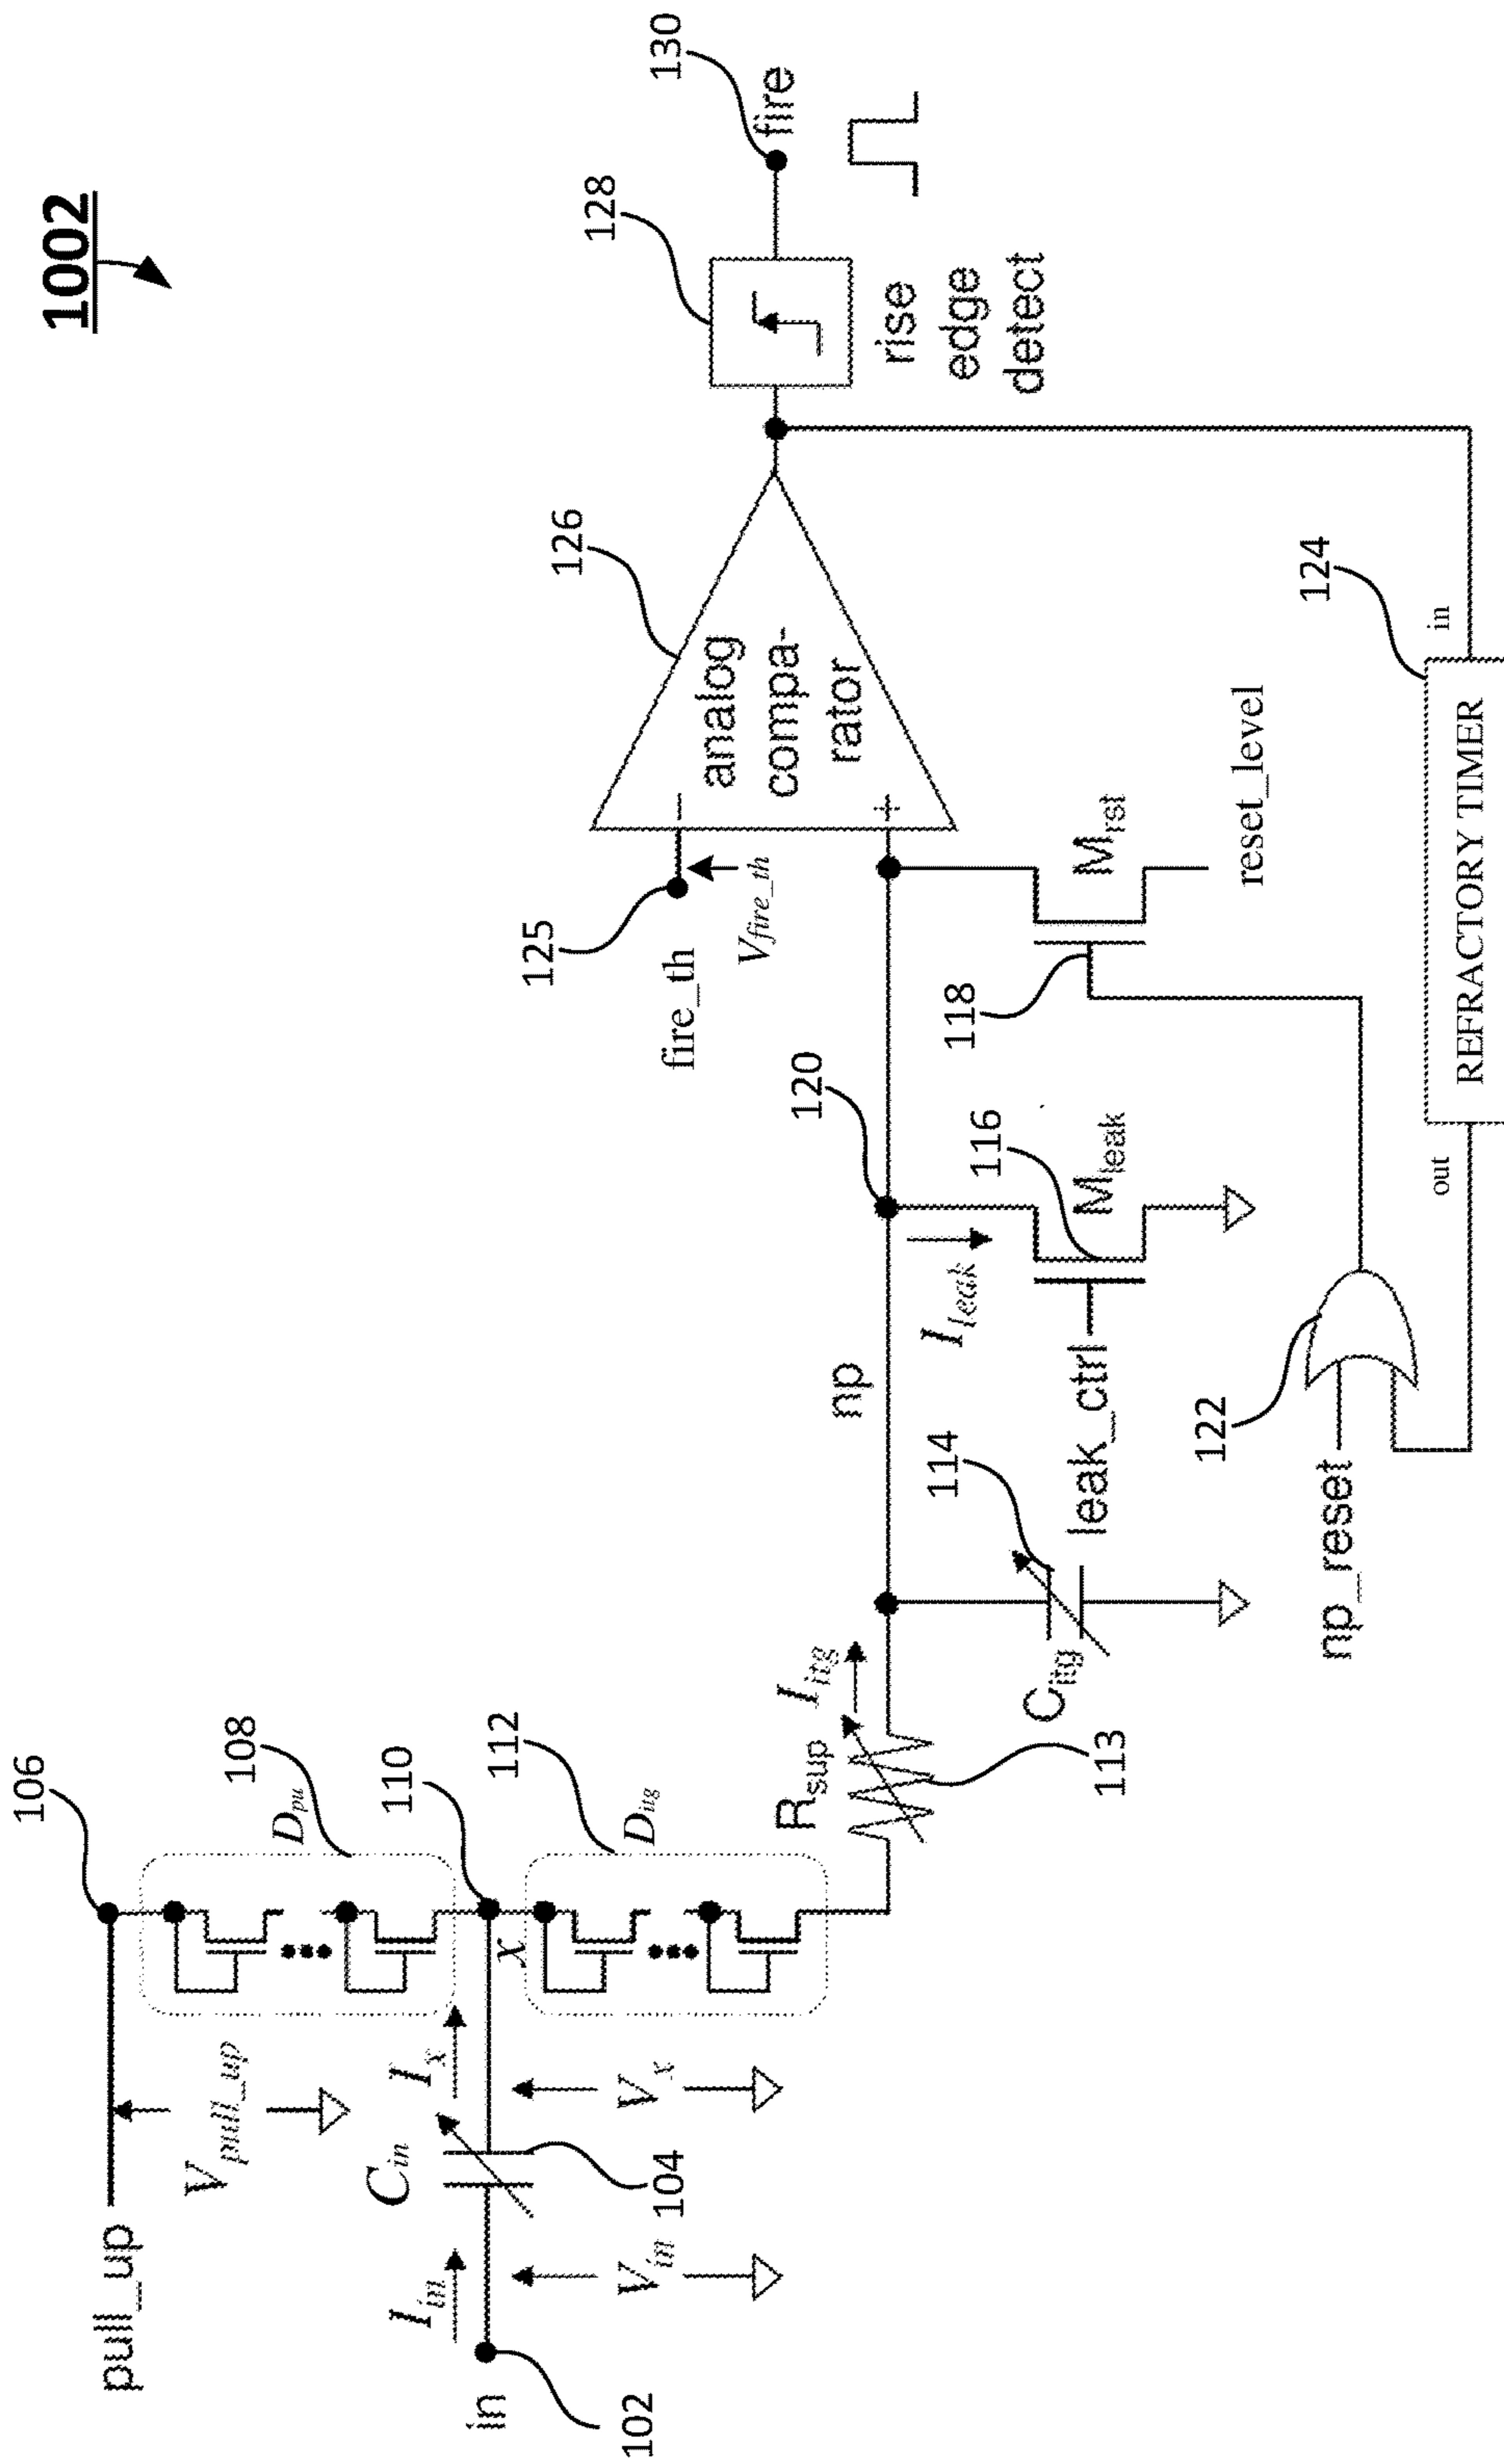 1002
106
pull_up
V_pull_up
108
D_pu
130
fire
128
rise
edge
detect
126
analog
compa-
rator
−
+
125
fire_th
V_fire_th
110
x
I_x
C_in
I_in
104
V_in
V_x
in
102
112
D_itg
R_sup
I_itg
113
np
120
114
C_itg
I_leak
116
M_leak
leak_ctrl
118
M_rst
reset_level
122
np_reset
124
in
out
REFRACTORY TIMER